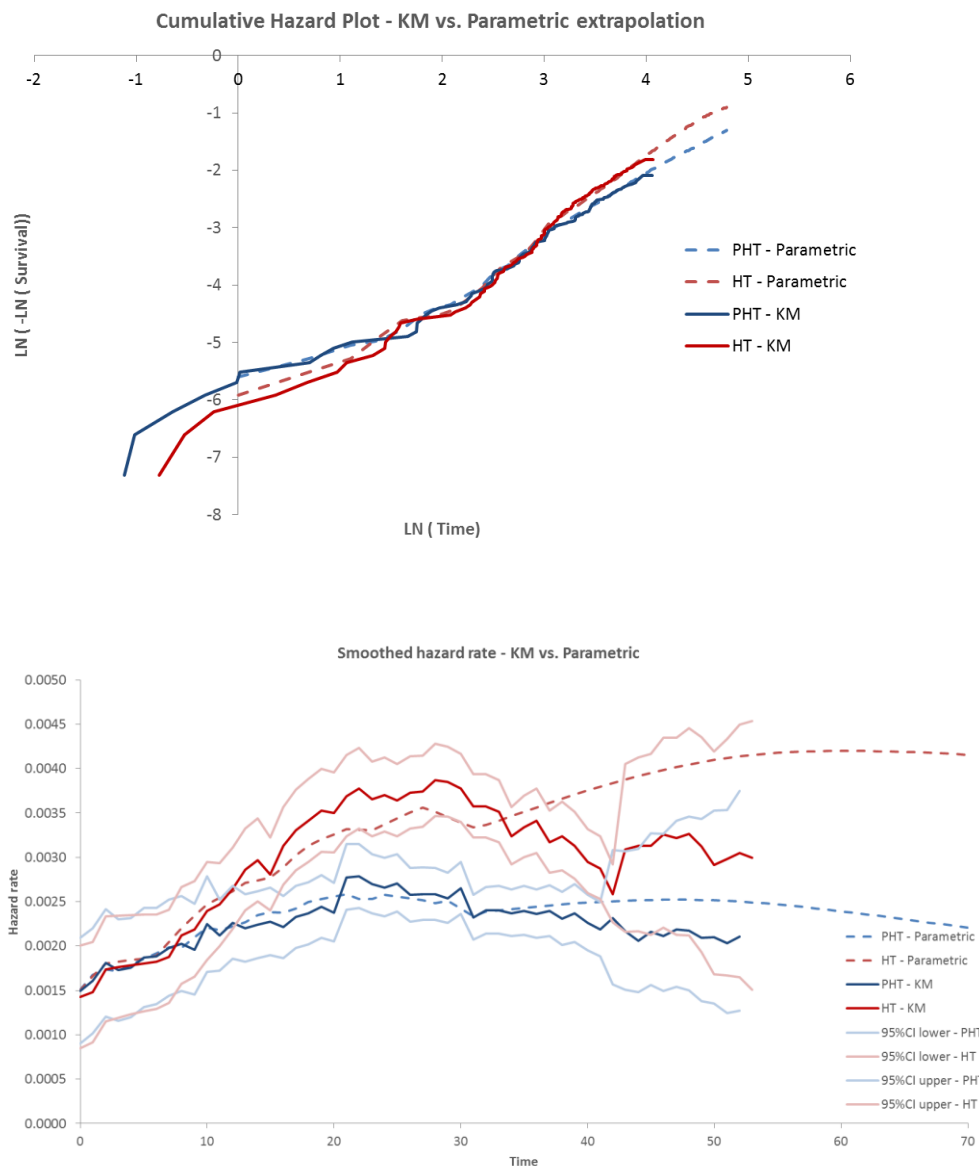 Cumulative Hazard Plot - KM vs. Parametric extrapolation
0
-2 -1 0 1 2 3 4 5 6
-1
-2
-3
-4
-5
-6
-7
-8
LN ( -LN ( Survival))
LN ( Time)
PHT - Parametric
HT - Parametric
PHT - KM
HT - KM
Smoothed hazard rate - KM vs. Parametric
0.0050
0.0045
0.0040
0.0035
0.0030
0.0025
0.0020
0.0015
0.0010
0.0005
0.0000
Hazard rate
0 10 20 30 40 50 60 70
Time
PHT - Parametric
HT - Parametric
PHT - KM
HT - KM
95%CI lower - PHT
95%CI lower - HT
95%CI upper - PHT
95%CI upper - HT